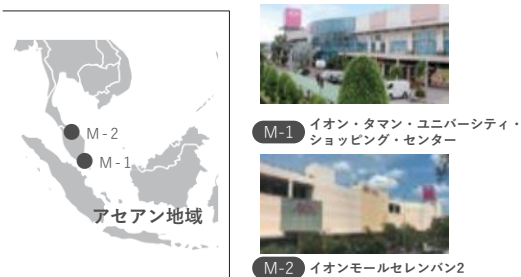 M-2
M-1
アセアン地域
M-1 イオン・タマン・ユニバーシティ・
ショッピング・センター
M-2 イオンモールセレンバン2